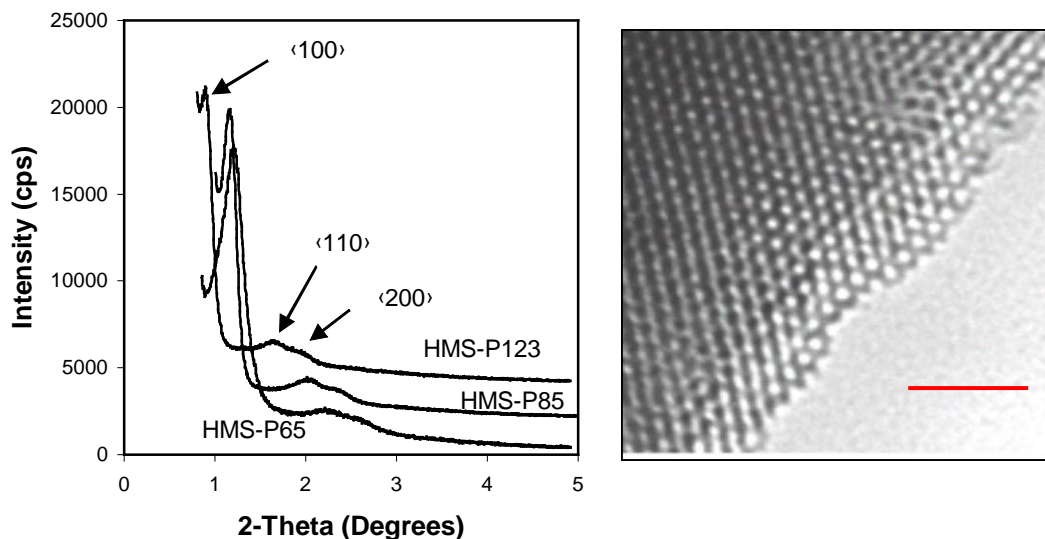 25000
20000
15000
10000
5000
0
Intensity (cps)
‹100›
‹110›
‹200›
HMS-P123
HMS-P85
HMS-P65
0 1 2 3 4 5
2-Theta (Degrees)